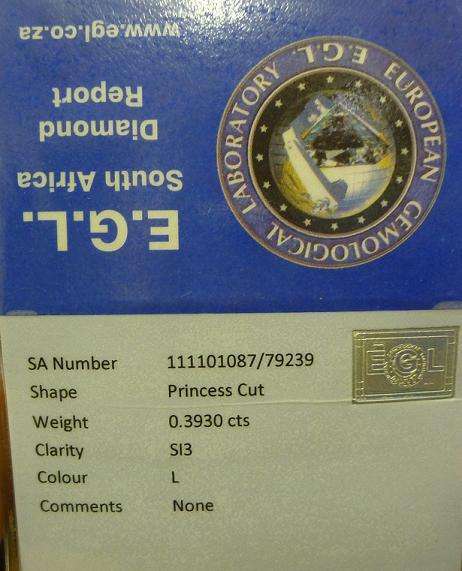 E.G.L.
South Africa
Diamond
Report
www.egl.co.za
EUROPEAN GEMOLOGICAL LABORATORY E.G.L.
EGL
SA Number 111101087/79239
Shape Princess Cut
Weight 0.3930 cts
Clarity SI3
Colour L
Comments None